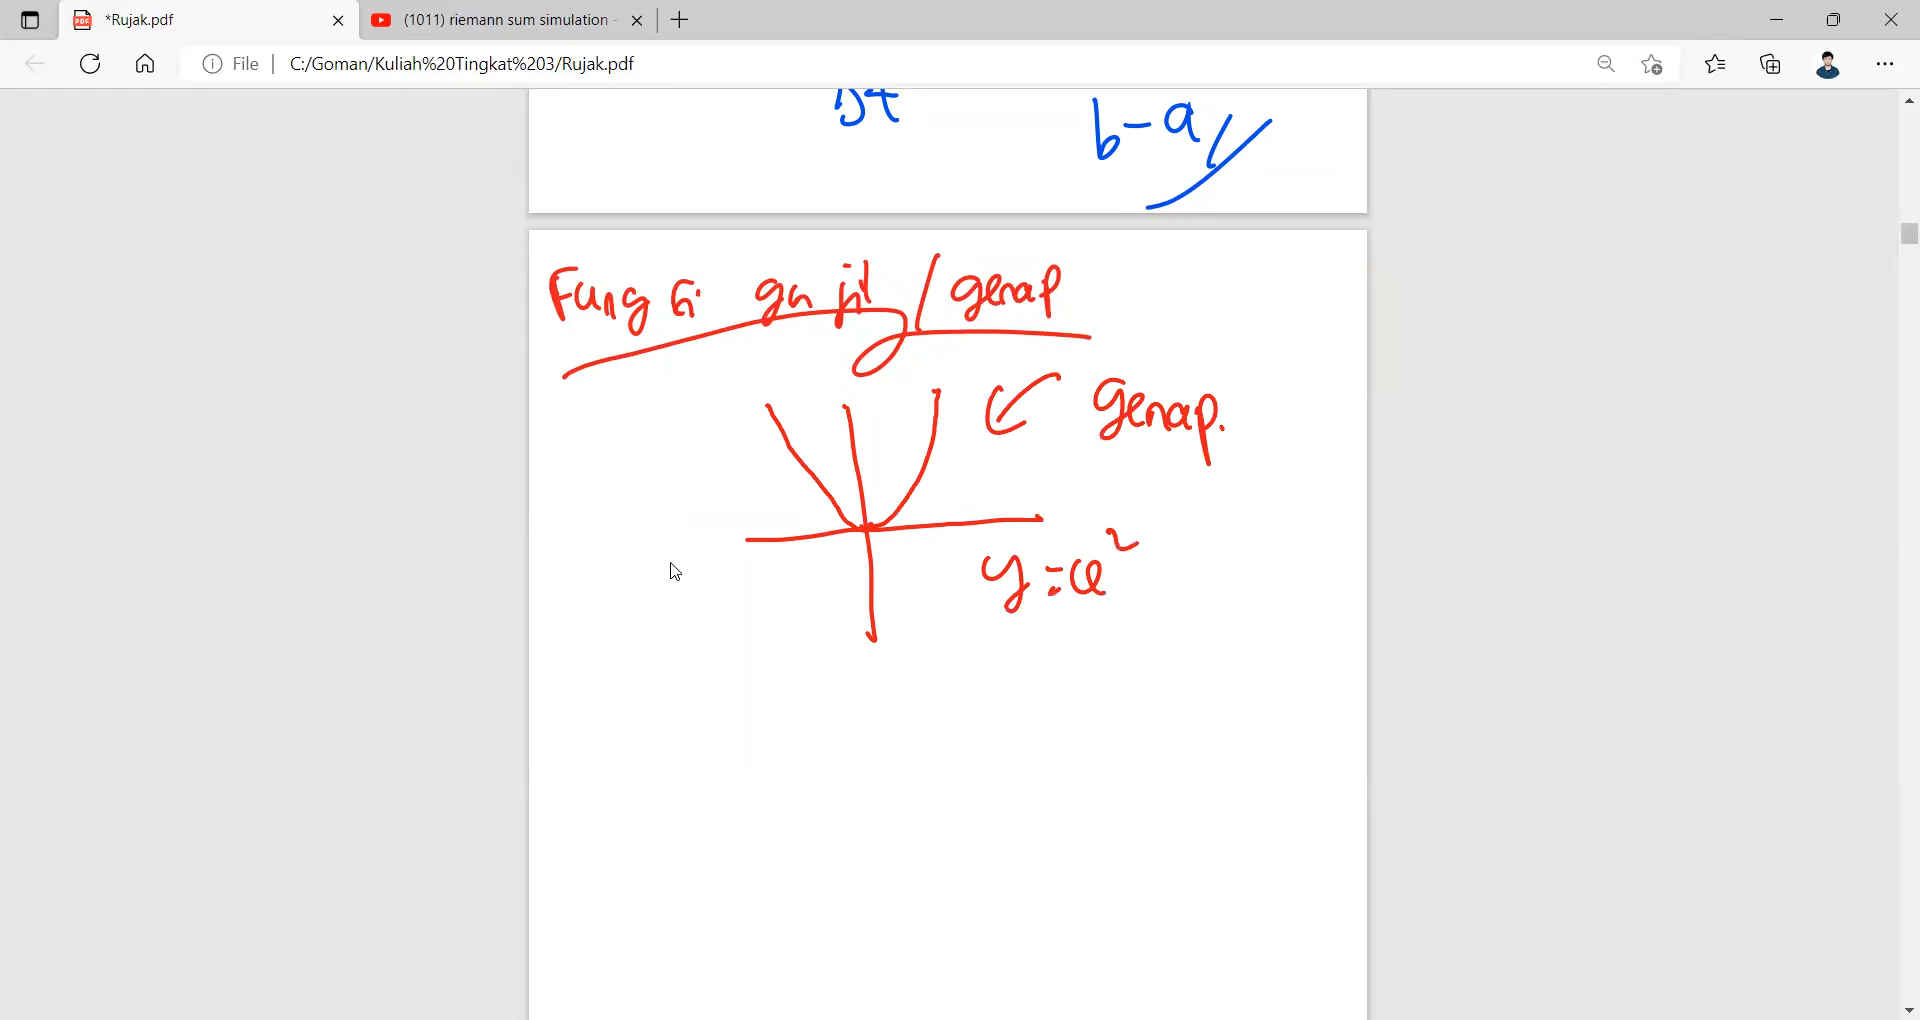 *Rujak.pdf
(1011) riemann sum simulation -
File
C:/Goman/Kuliah%20Tingkat%203/Rujak.pdf
b-a
Fungsi ganjil / genap
Genap.
y = x²